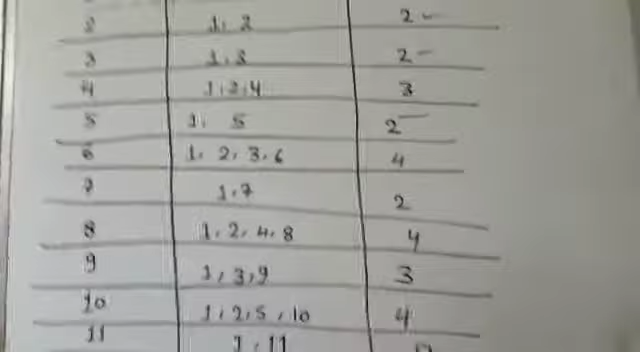 2 1, 2 2 -
3 1, 3 2 -
4 1, 2, 4 3
5 1, 5 2 -
6 1, 2, 3, 6 4
7 1, 7 2
8 1, 2, 4, 8 4
9 1, 3, 9 3
10 1, 2, 5, 10 4
11 1, 11